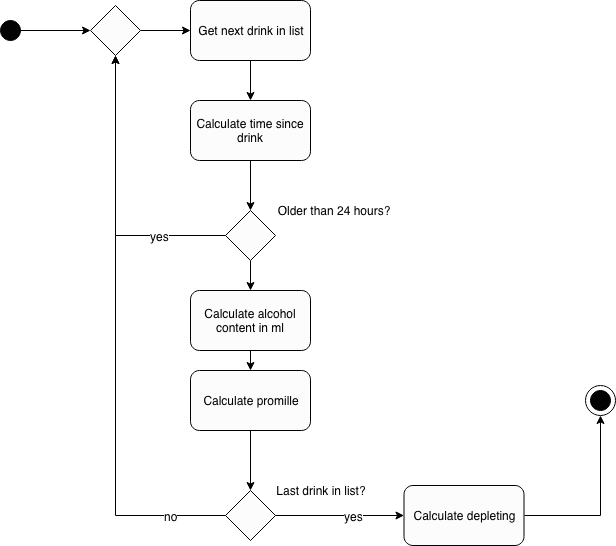 Get next drink in list
Calculate time since
drink
Older than 24 hours?
yes
Calculate alcohol
content in ml
Calculate promille
Last drink in list?
no
yes
Calculate depleting